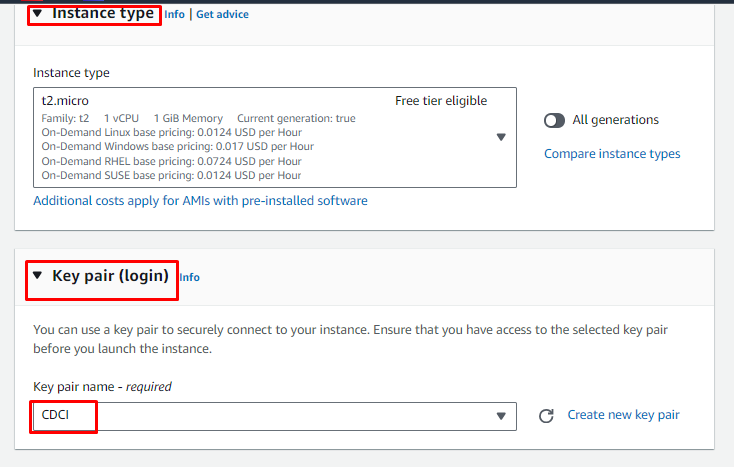 Instance type Info | Get advice
Instance type
t2.micro Free tier eligible
Family: t2 1 vCPU 1 GiB Memory Current generation: true
On-Demand Linux base pricing: 0.0124 USD per Hour
On-Demand Windows base pricing: 0.017 USD per Hour
On-Demand RHEL base pricing: 0.0724 USD per Hour
On-Demand SUSE base pricing: 0.0124 USD per Hour
All generations
Compare instance types
Additional costs apply for AMIs with pre-installed software
Key pair (login) Info
You can use a key pair to securely connect to your instance. Ensure that you have access to the selected key pair
before you launch the instance.
Key pair name - required
CDCI
Create new key pair